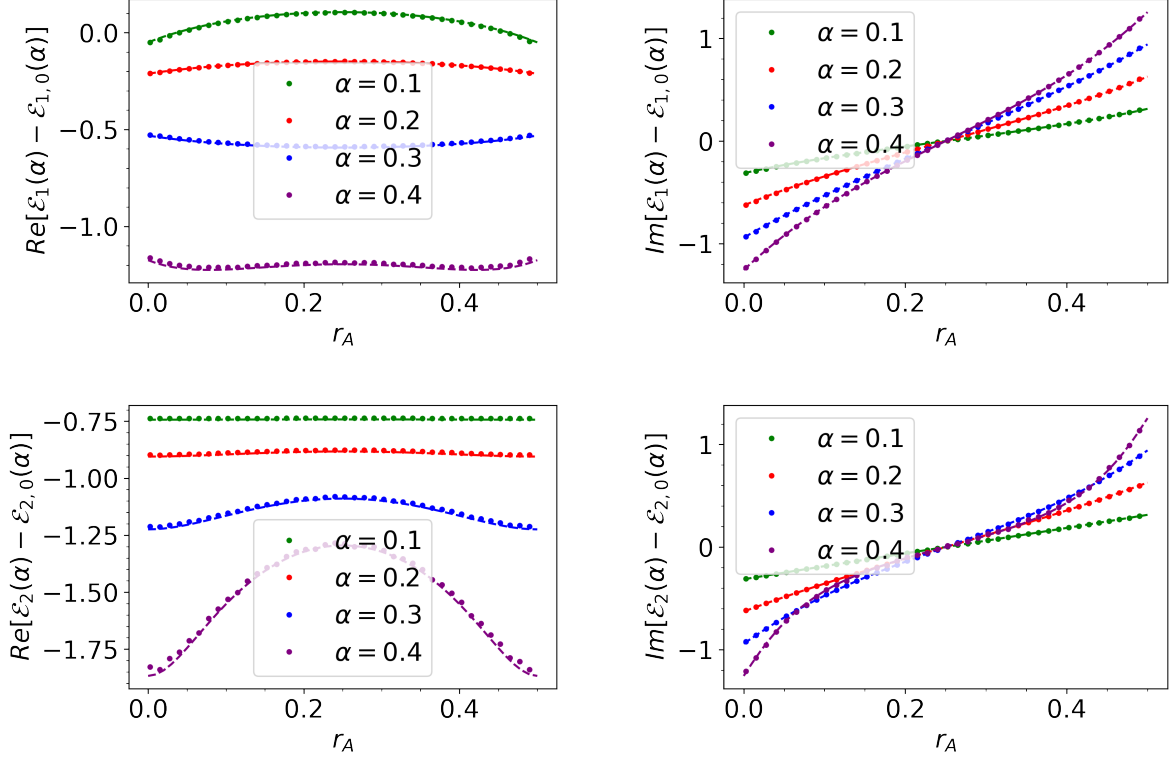 Re[ℰ₁(α) − ℰ₁,₀(α)]
0.0
−0.5
−1.0
α = 0.1
α = 0.2
α = 0.3
α = 0.4
0.0 0.2 0.4
r_A
Im[ℰ₁(α) − ℰ₁,₀(α)]
1
0
−1
α = 0.1
α = 0.2
α = 0.3
α = 0.4
0.0 0.2 0.4
r_A
Re[ℰ₂(α) − ℰ₂,₀(α)]
−0.75
−1.00
−1.25
−1.50
−1.75
α = 0.1
α = 0.2
α = 0.3
α = 0.4
0.0 0.2 0.4
r_A
Im[ℰ₂(α) − ℰ₂,₀(α)]
1
0
−1
α = 0.1
α = 0.2
α = 0.3
α = 0.4
0.0 0.2 0.4
r_A